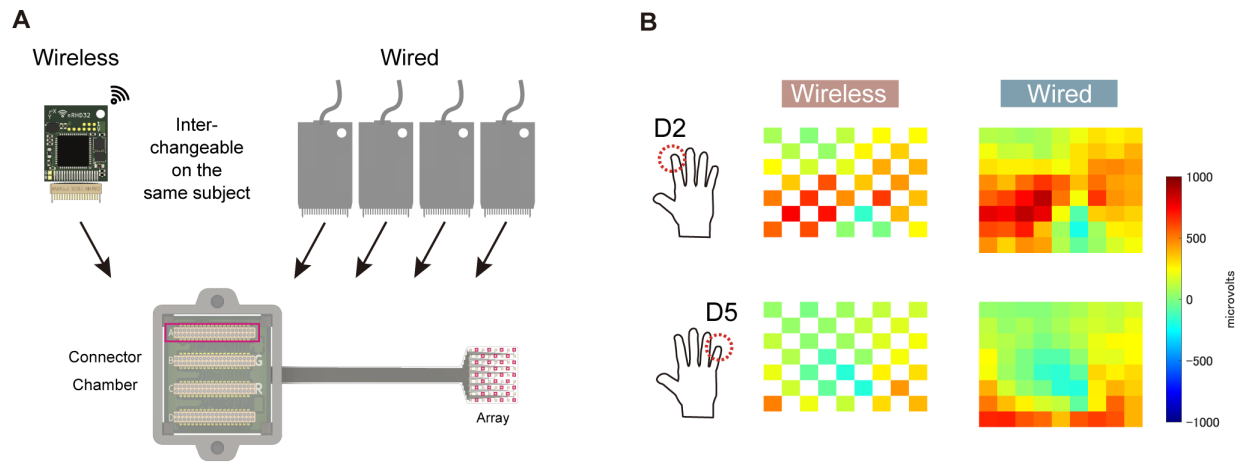 A
Wireless
Wired
eRHD32
Inter-
changeable
on the
same subject
A
B
G
C
R
D
Connector
Chamber
Array
B
Wireless
Wired
D2
D5
1000
500
0
−500
−1000
microvolts